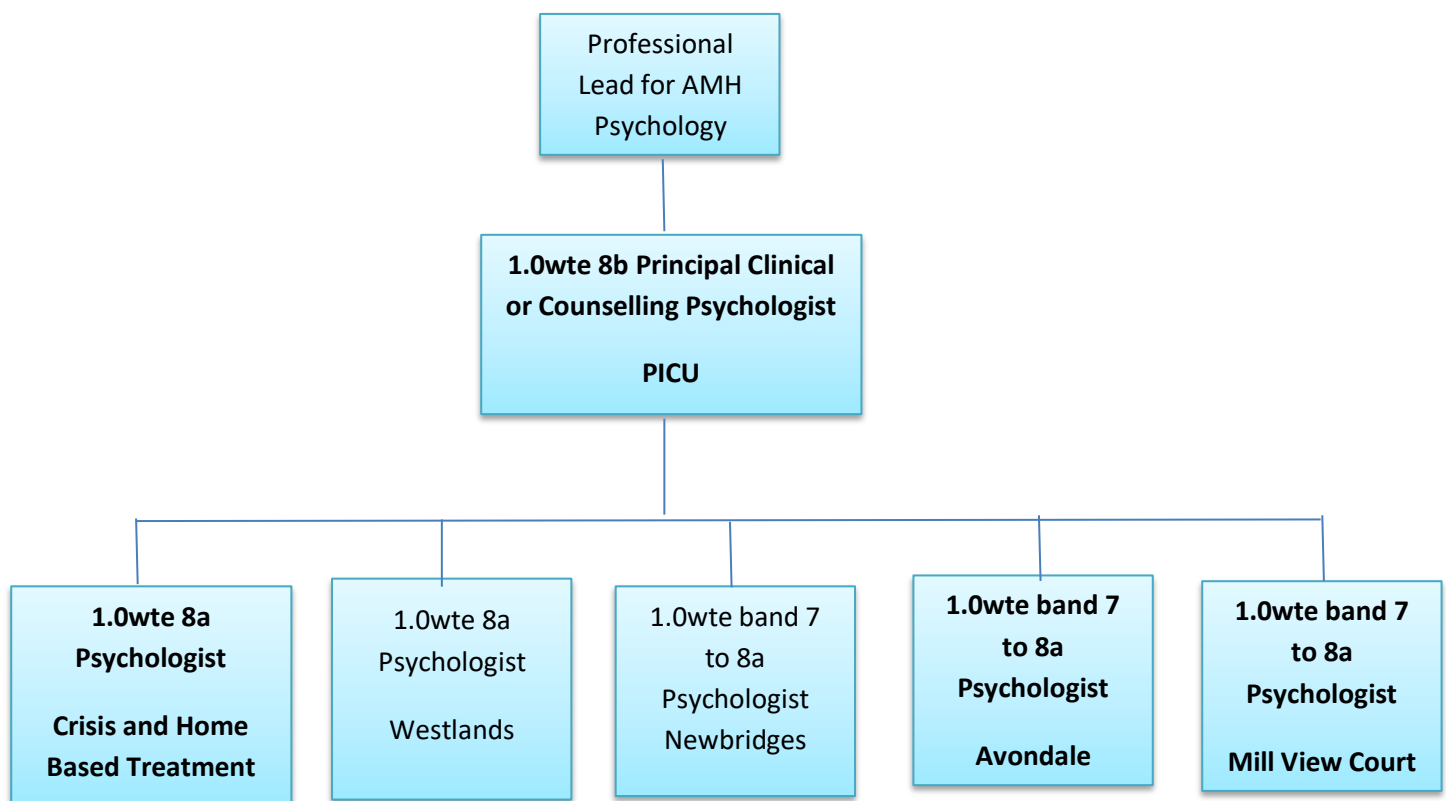 Professional
Lead for AMH
Psychology
1.0wte 8b Principal Clinical
or Counselling Psychologist
PICU
1.0wte 8a
Psychologist
Crisis and Home
Based Treatment
1.0wte 8a
Psychologist
Westlands
1.0wte band 7
to 8a
Psychologist
Newbridges
1.0wte band 7
to 8a
Psychologist
Avondale
1.0wte band 7
to 8a
Psychologist
Mill View Court